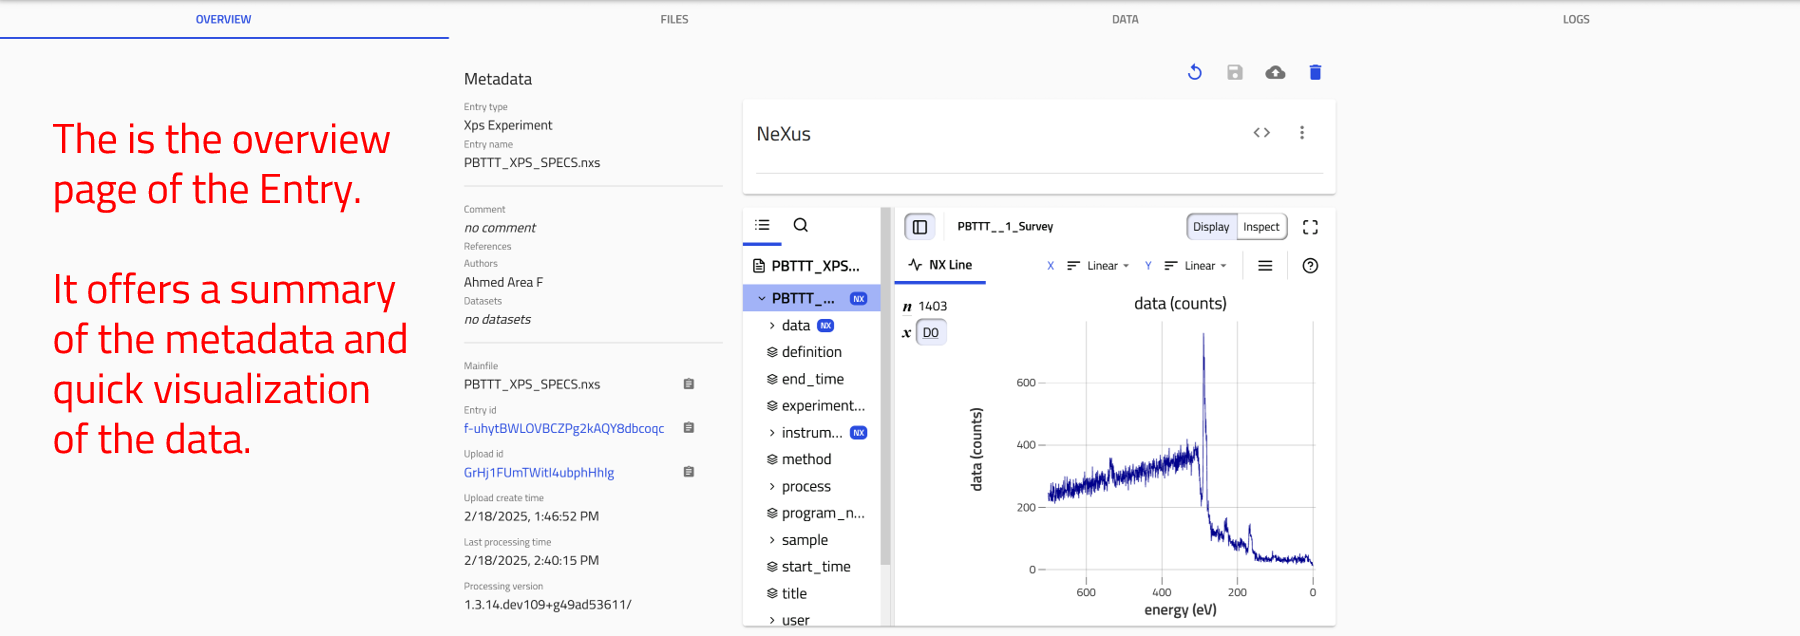 OVERVIEW
FILES
DATA
LOGS
The is the overview
page of the Entry.
It offers a summary
of the metadata and
quick visualization
of the data.
Metadata
Entry type
Xps Experiment
Entry name
PBTTT_XPS_SPECS.nxs
Comment
no comment
References
Authors
Ahmed Area F
Datasets
no datasets
Mainfile
PBTTT_XPS_SPECS.nxs
Entry id
f-uhytBWLOVBCZPg2kAQY8dbcoqc
Upload id
GrHj1FUmTWitI4ubphHhIg
Upload create time
2/18/2025, 1:46:52 PM
Last processing time
2/18/2025, 2:40:15 PM
Processing version
1.3.14.dev109+g49ad53611/
NeXus
PBTTT_XPS...
PBTTT_... NX
data NX
definition
end_time
experiment...
instrum... NX
method
process
program_n...
sample
start_time
title
user
PBTTT__1_Survey
Display Inspect
NX Line
X Linear Y Linear
n 1403
x D0
data (counts)
data (counts)
600
400
200
0
600 400 200 0
energy (eV)